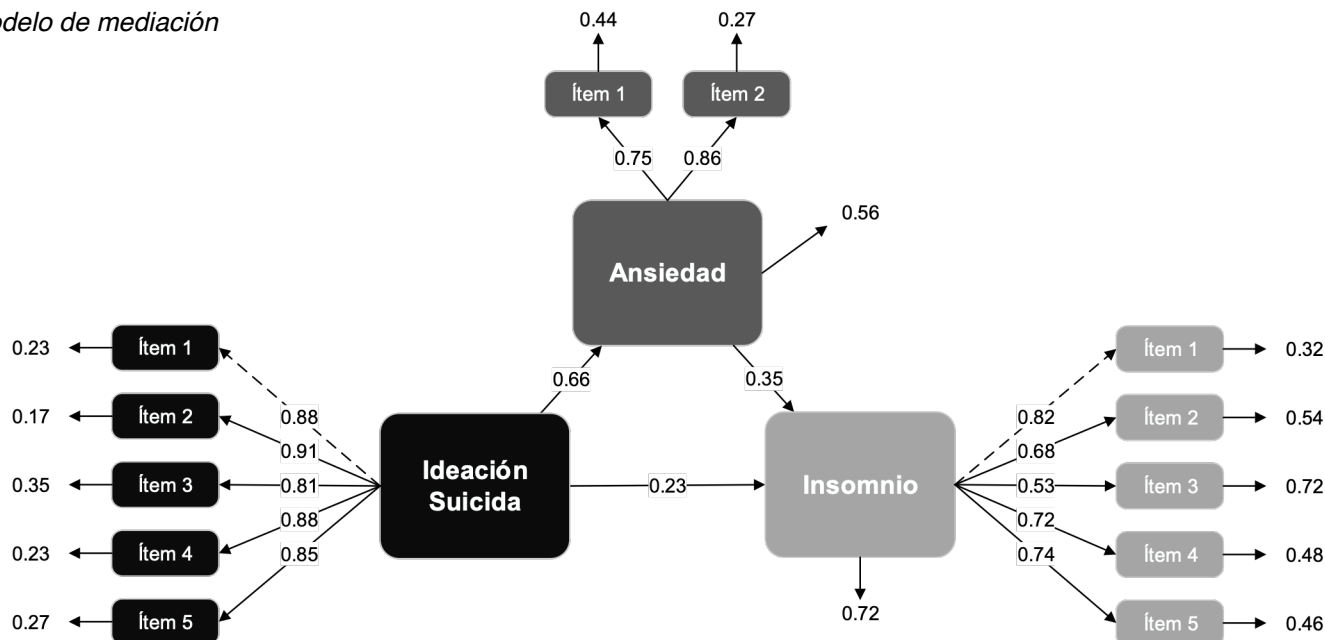 odelo de mediación
0.44
0.27
Ítem 1
Ítem 2
0.75
0.86
0.56
Ansiedad
0.66
0.35
0.23
Ítem 1
0.88
0.17
Ítem 2
0.91
0.35
Ítem 3
0.81
0.23
Ítem 4
0.88
0.27
Ítem 5
0.85
Ideación
Suicida
0.23
Insomnio
0.72
0.82
Ítem 1
0.32
0.68
Ítem 2
0.54
0.53
Ítem 3
0.72
0.72
Ítem 4
0.48
0.74
Ítem 5
0.46